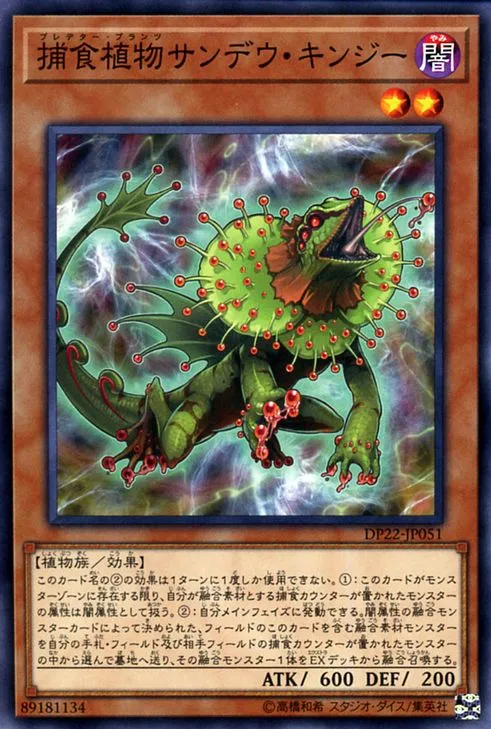 プレデター・プランツ
捕食植物サンデウ・キンジー
やみ
闇
DP22-JP051
【植物族／効果】
このカード名の②の効果は１ターンに１度しか使用できない。①：このカードがモンス
ターゾーンに存在する限り、自分が融合素材とする捕食カウンターが置かれたモンスター
の属性は闇属性として扱う。②：自分メインフェイズに発動できる。闇属性の融合モン
スターカードによって決められた、フィールドのこのカードを含む融合素材モンスター
を自分の手札・フィールド及び相手フィールドの捕食カウンターが置かれたモンスター
の中から選んで墓地へ送り、その融合モンスター１体をEXデッキから融合召喚する。
ATK/ 600 DEF/ 200
89181134
©高橋和希 スタジオ・ダイス/集英社